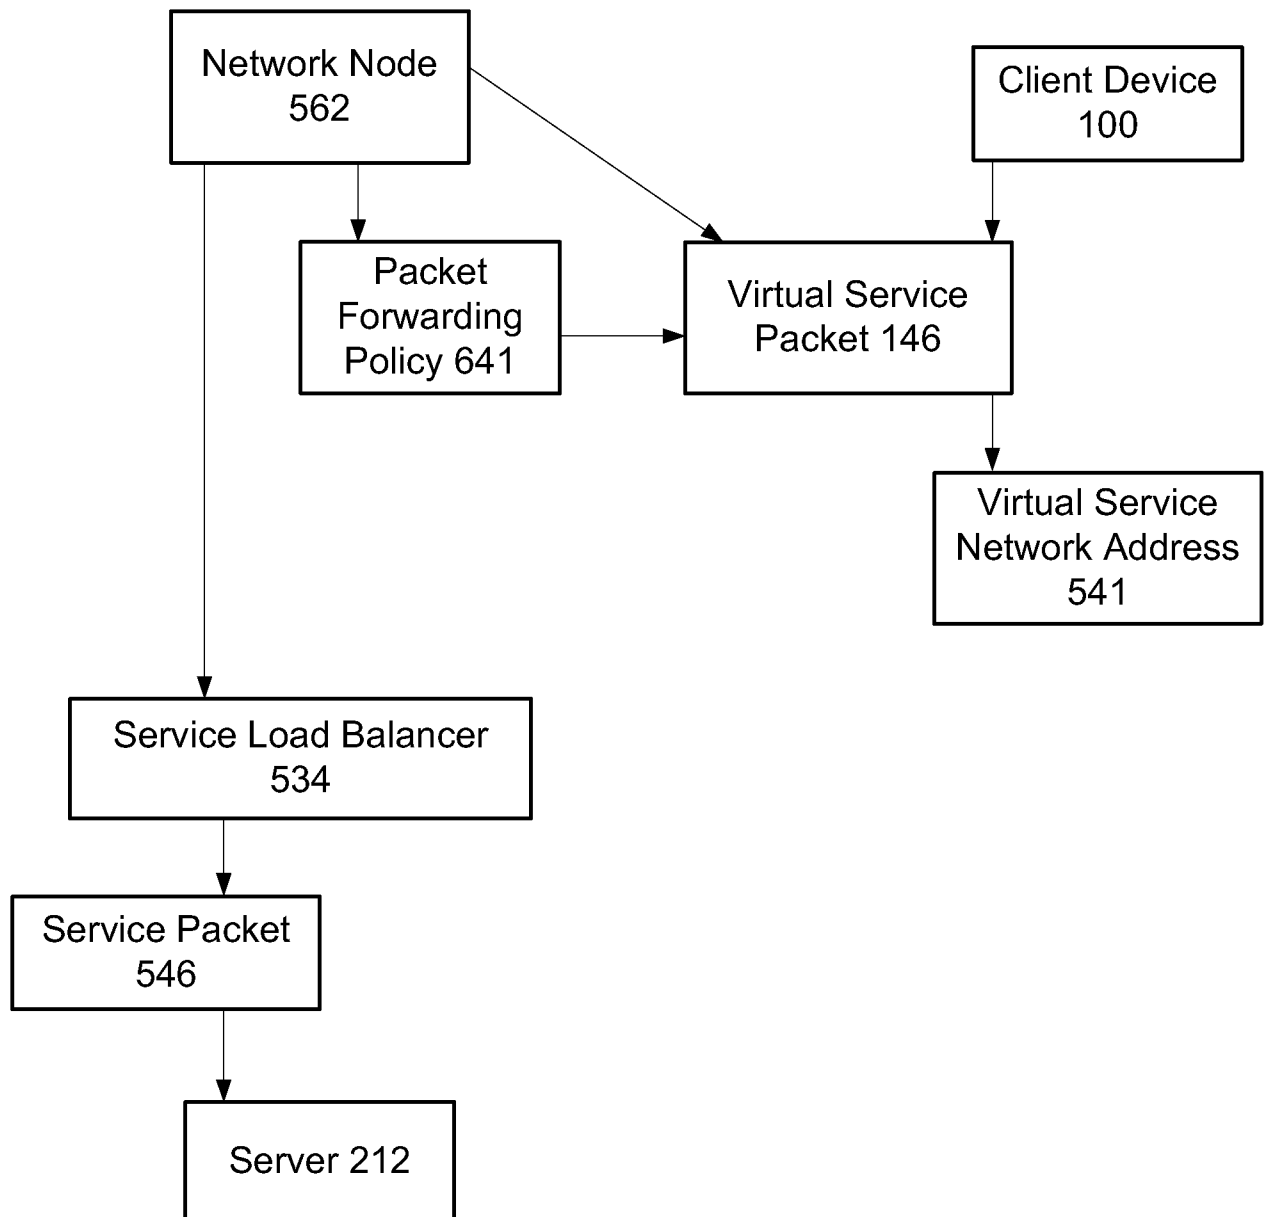 Network Node
562
Client Device
100
Packet
Forwarding
Policy 641
Virtual Service
Packet 146
Virtual Service
Network Address
541
Service Load Balancer
534
Service Packet
546
Server 212